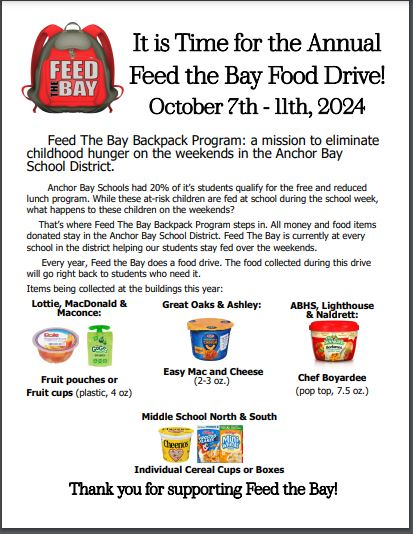 FEED
THE BAY
It is Time for the Annual
Feed the Bay Food Drive!
October 7th - 11th, 2024
Feed The Bay Backpack Program: a mission to eliminate
childhood hunger on the weekends in the Anchor Bay
School District.
Anchor Bay Schools had 20% of it's students qualify for the free and reduced
lunch program. While these at-risk children are fed at school during the school week,
what happens to these children on the weekends?
That's where Feed The Bay Backpack Program steps in. All money and food items
donated stay in the Anchor Bay School District. Feed The Bay is currently at every
school in the district helping our students stay fed over the weekends.
Every year, Feed the Bay does a food drive. The food collected during this drive
will go right back to students who need it.
Items being collected at the buildings this year:
Lottie, MacDonald &
Maconce:
Fruit pouches or
Fruit cups (plastic, 4 oz)
Great Oaks & Ashley:
Easy Mac and Cheese
(2-3 oz.)
ABHS, Lighthouse
& Naldrett:
Chef Boyardee
(pop top, 7.5 oz.)
Middle School North & South
Cheerios
Individual Cereal Cups or Boxes
Thank you for supporting Feed the Bay!